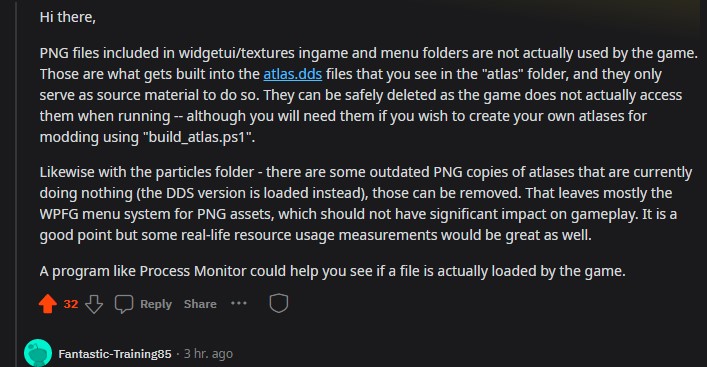 Hi there,
PNG files included in widgetui/textures ingame and menu folders are not actually used by the game.
Those are what gets built into the atlas.dds files that you see in the "atlas" folder, and they only
serve as source material to do so. They can be safely deleted as the game does not actually access
them when running -- although you will need them if you wish to create your own atlases for
modding using "build_atlas.ps1".
Likewise with the particles folder - there are some outdated PNG copies of atlases that are currently
doing nothing (the DDS version is loaded instead), those can be removed. That leaves mostly the
WPFG menu system for PNG assets, which should not have significant impact on gameplay. It is a
good point but some real-life resource usage measurements would be great as well.
A program like Process Monitor could help you see if a file is actually loaded by the game.
32 Reply Share ...
Fantastic-Training85 · 3 hr. ago